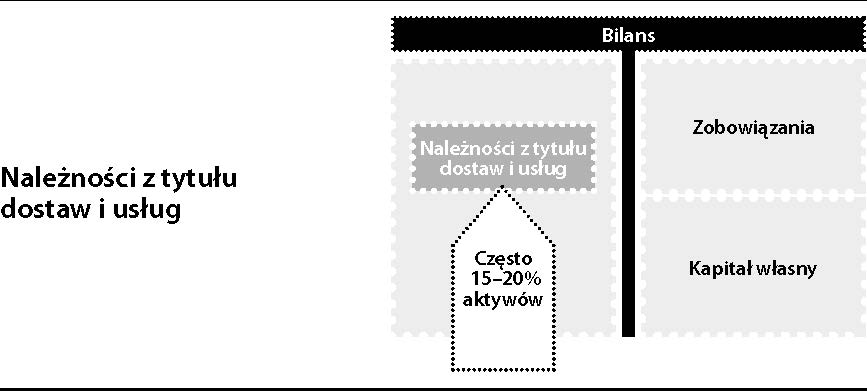 Należności z tytułu
dostaw i usług
Bilans
Należności z tytułu
dostaw i usług
Często
15–20%
aktywów
Zobowiązania
Kapitał własny